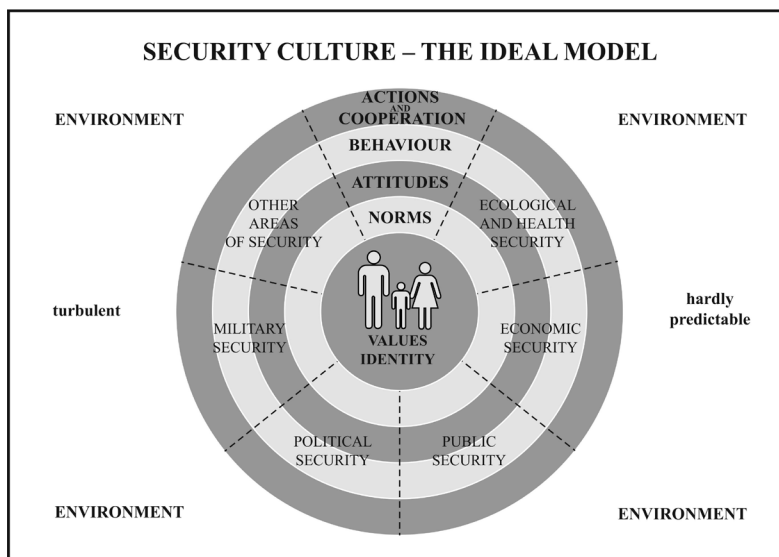 SECURITY CULTURE – THE IDEAL MODEL
ENVIRONMENT
ENVIRONMENT
ACTIONS
AND
COOPERATION
BEHAVIOUR
ATTITUDES
NORMS
OTHER
AREAS
OF SECURITY
ECOLOGICAL
AND HEALTH
SECURITY
turbulent
hardly
predictable
MILITARY
SECURITY
VALUES
IDENTITY
ECONOMIC
SECURITY
POLITICAL
SECURITY
PUBLIC
SECURITY
ENVIRONMENT
ENVIRONMENT